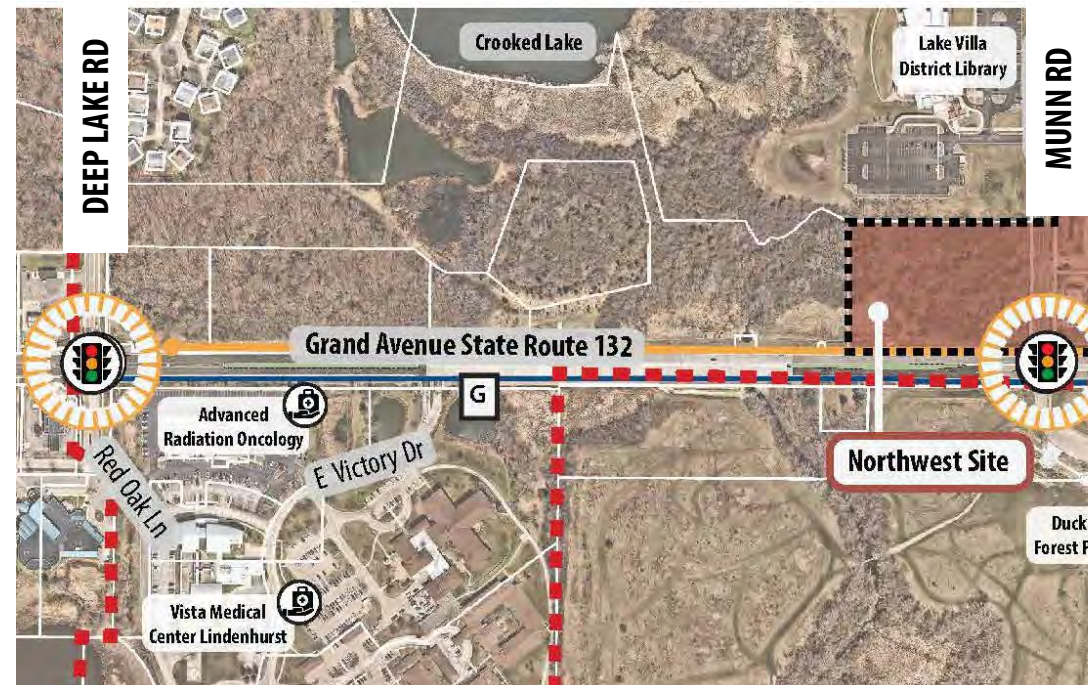 DEEP LAKE RD
Crooked Lake
Lake Villa
District Library
MUNN RD
Grand Avenue State Route 132
G
Advanced
Radiation Oncology
E Victory Dr
Red Oak Ln
Northwest Site
Duck
Forest
Vista Medical
Center Lindenhurst